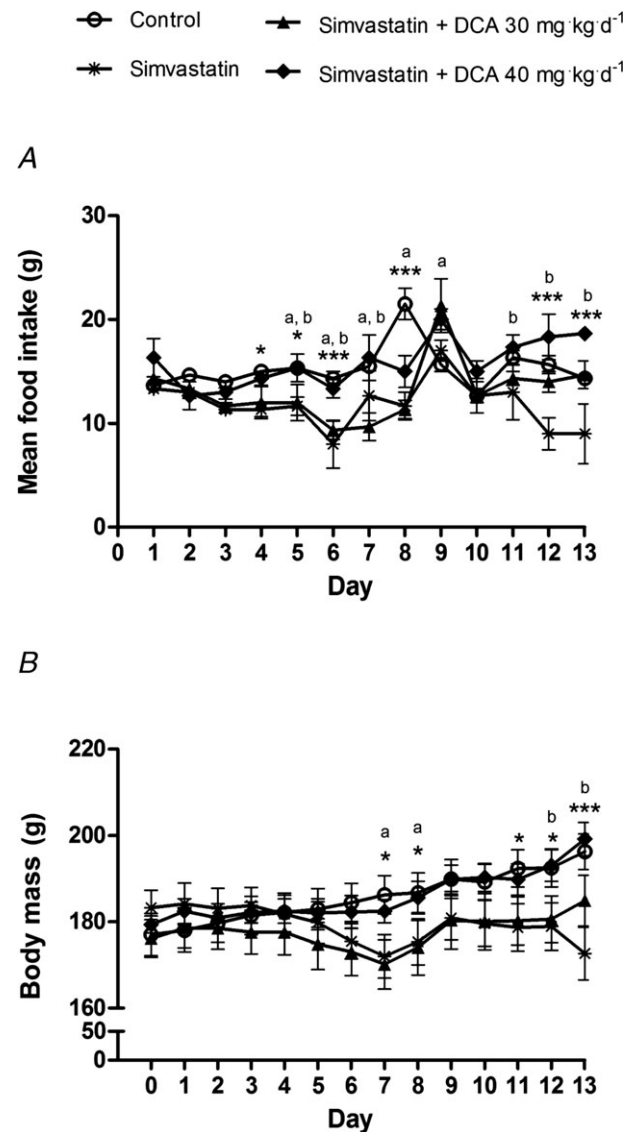 Control Simvastatin + DCA 30 mg·kg·d-1
Simvastatin Simvastatin + DCA 40 mg·kg·d-1
A
30
20
10
0
Mean food intake (g)
*
a, b
*
a, b
***
a, b
a
***
a
b
b
***
b
***
0 1 2 3 4 5 6 7 8 9 10 11 12 13
Day
B
220
200
180
160
50
0
Body mass (g)
a
*
a
*
*
b
*
b
***
0 1 2 3 4 5 6 7 8 9 10 11 12 13
Day